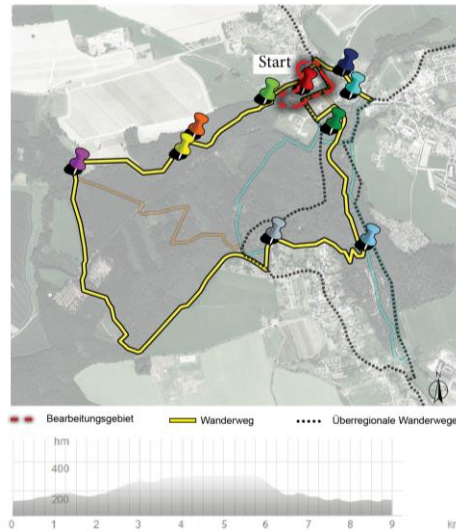 Start
Bearbeitungsgebiet Wanderweg Überregionale Wanderwege
hm
400
200
0 1 2 3 4 5 6 7 8 9 km